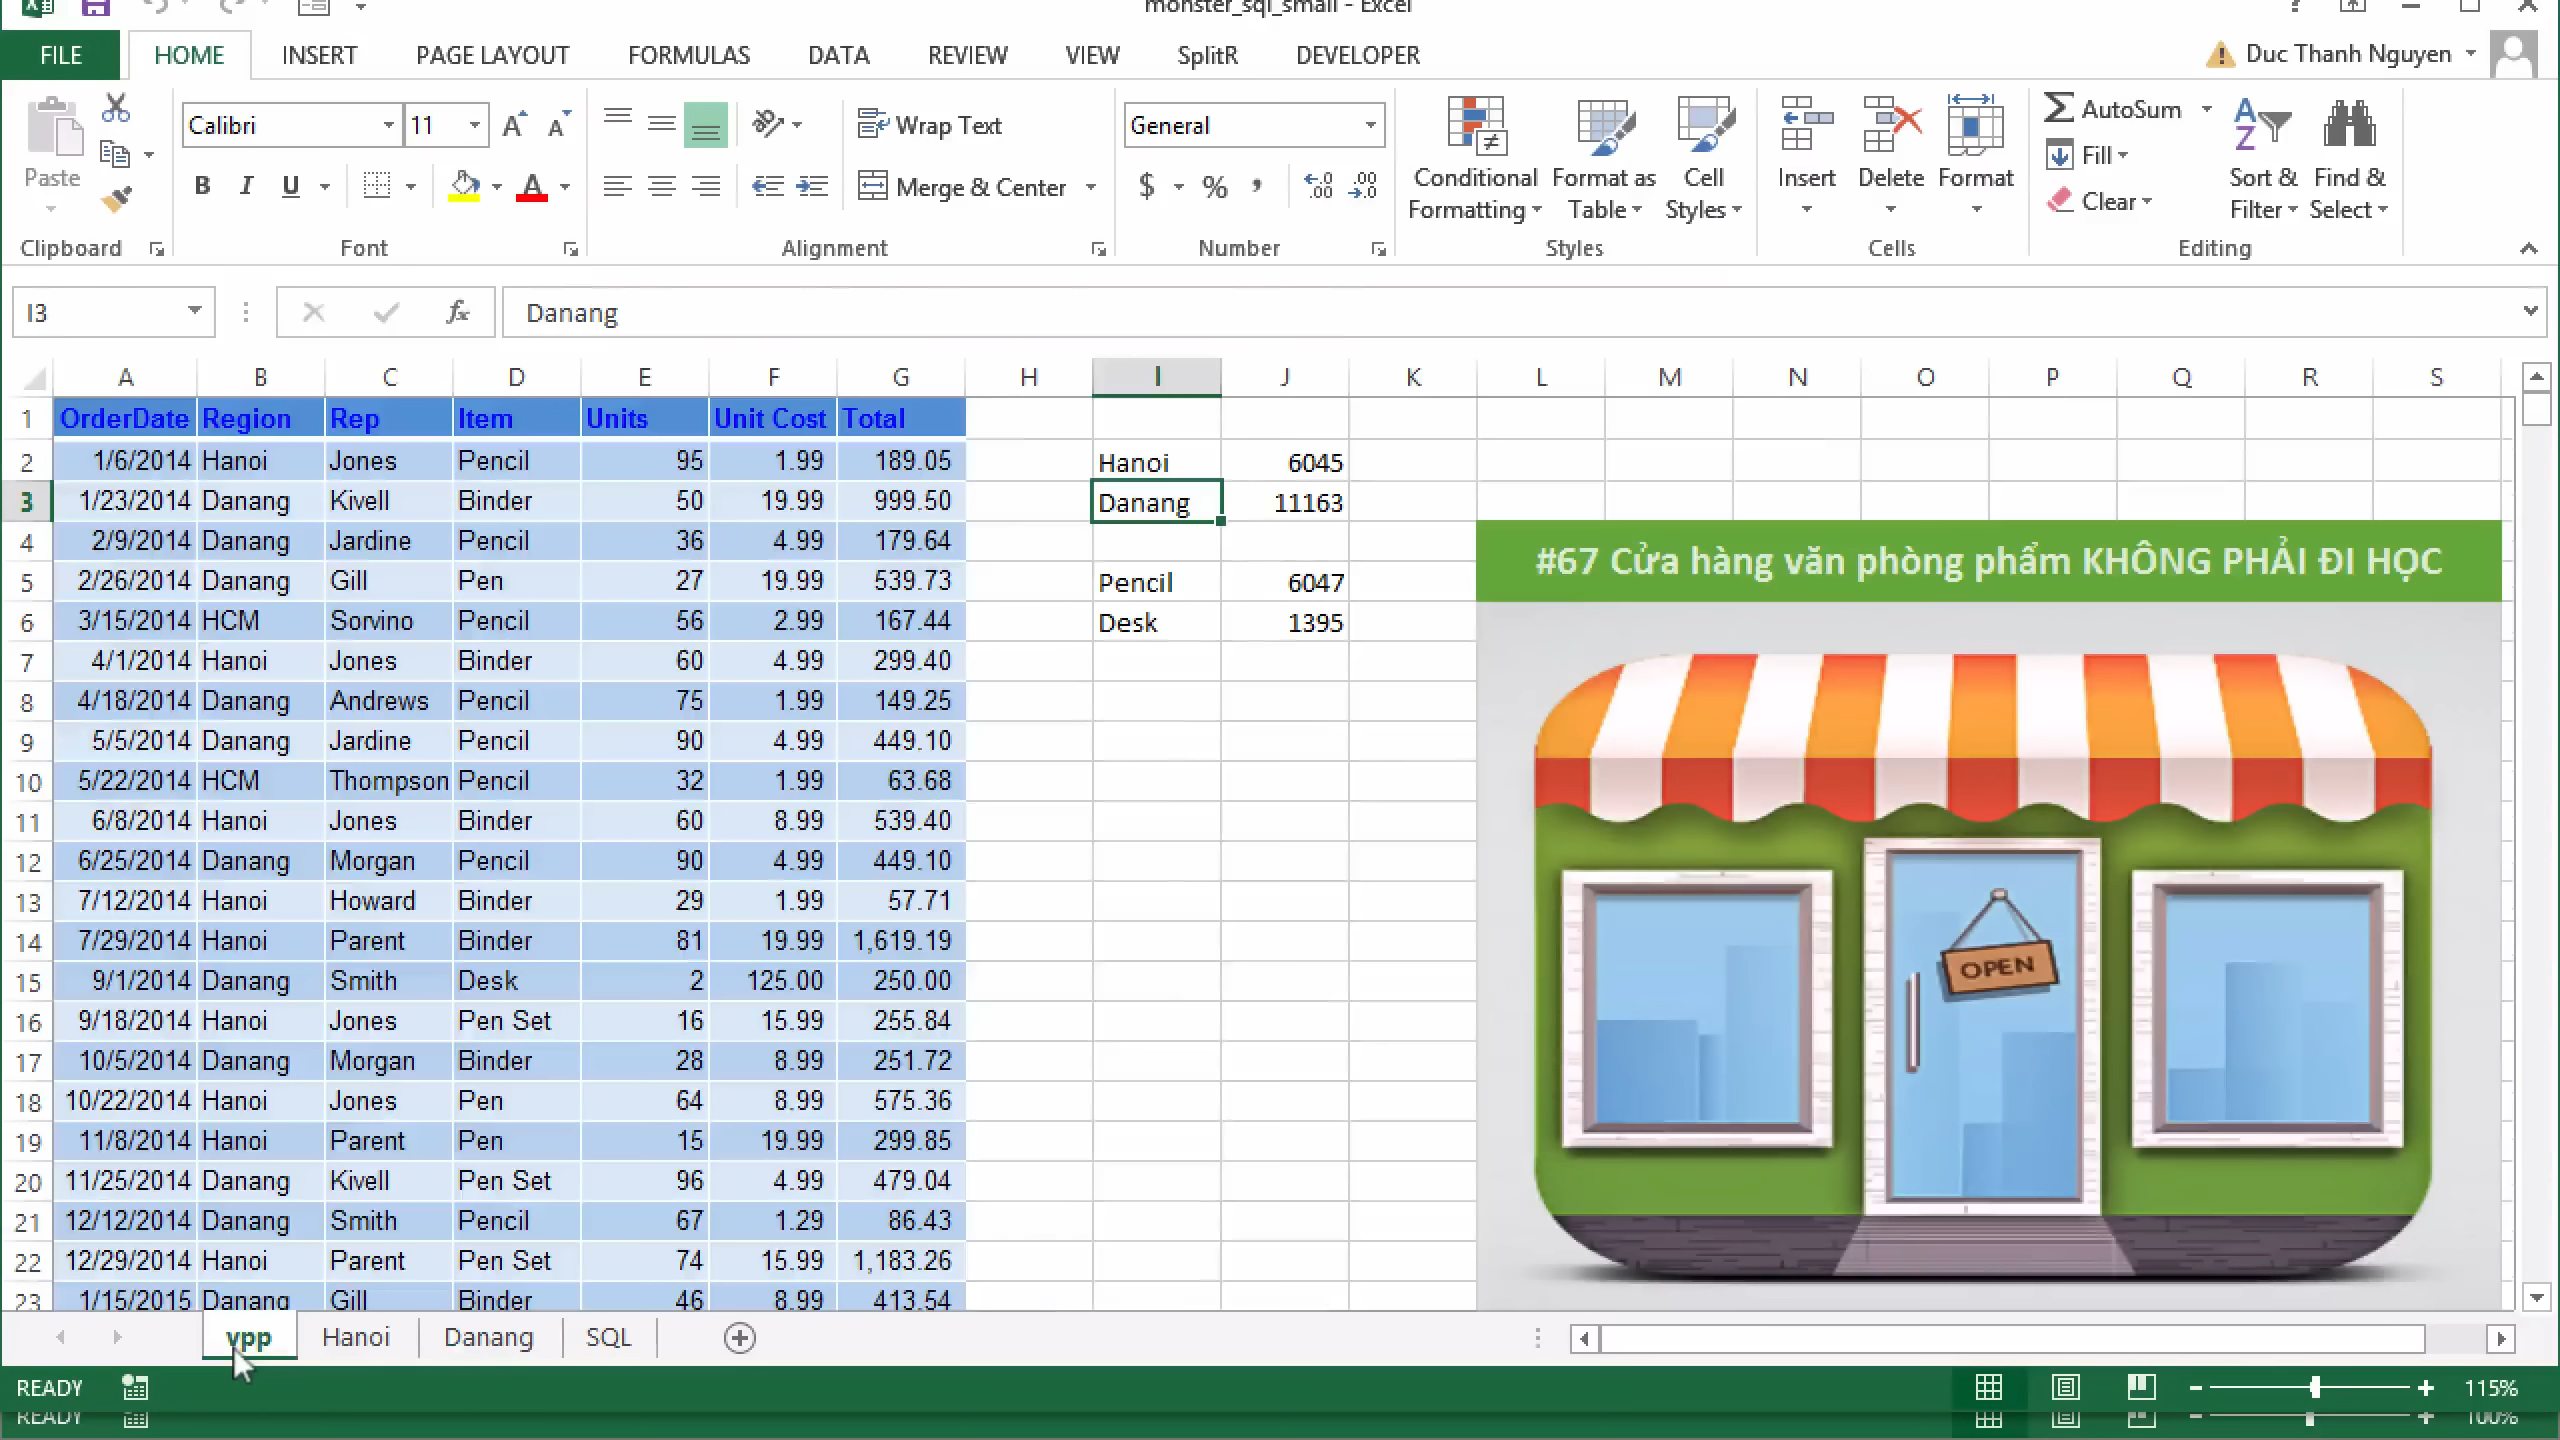 monster_sql_small - Excel
FILE HOME INSERT PAGE LAYOUT FORMULAS DATA REVIEW VIEW SplitR DEVELOPER Duc Thanh Nguyen
Calibri 11 Wrap Text General AutoSum
Paste B I U Merge & Center $ % , Conditional Formatting Format as Table Cell Styles Insert Delete Format Fill Clear Sort & Filter Find & Select
Clipboard Font Alignment Number Styles Cells Editing
I3 fx Danang
A B C D E F G H I J K L M N O P Q R S
1 OrderDate Region Rep Item Units Unit Cost Total
2 1/6/2014 Hanoi Jones Pencil 95 1.99 189.05 Hanoi 6045
3 1/23/2014 Danang Kivell Binder 50 19.99 999.50 Danang 11163
4 2/9/2014 Danang Jardine Pencil 36 4.99 179.64
#67 Cửa hàng văn phòng phẩm KHÔNG PHẢI ĐI HỌC
5 2/26/2014 Danang Gill Pen 27 19.99 539.73 Pencil 6047
6 3/15/2014 HCM Sorvino Pencil 56 2.99 167.44 Desk 1395
7 4/1/2014 Hanoi Jones Binder 60 4.99 299.40
8 4/18/2014 Danang Andrews Pencil 75 1.99 149.25
9 5/5/2014 Danang Jardine Pencil 90 4.99 449.10
10 5/22/2014 HCM Thompson Pencil 32 1.99 63.68
11 6/8/2014 Hanoi Jones Binder 60 8.99 539.40
12 6/25/2014 Danang Morgan Pencil 90 4.99 449.10
13 7/12/2014 Hanoi Howard Binder 29 1.99 57.71
14 7/29/2014 Hanoi Parent Binder 81 19.99 1,619.19
OPEN
15 9/1/2014 Danang Smith Desk 2 125.00 250.00
16 9/18/2014 Hanoi Jones Pen Set 16 15.99 255.84
17 10/5/2014 Danang Morgan Binder 28 8.99 251.72
18 10/22/2014 Hanoi Jones Pen 64 8.99 575.36
19 11/8/2014 Hanoi Parent Pen 15 19.99 299.85
20 11/25/2014 Danang Kivell Pen Set 96 4.99 479.04
21 12/12/2014 Danang Smith Pencil 67 1.29 86.43
22 12/29/2014 Hanoi Parent Pen Set 74 15.99 1,183.26
23 1/15/2015 Danang Gill Binder 46 8.99 413.54
vpp Hanoi Danang SQL
READY 115%
READY 100%